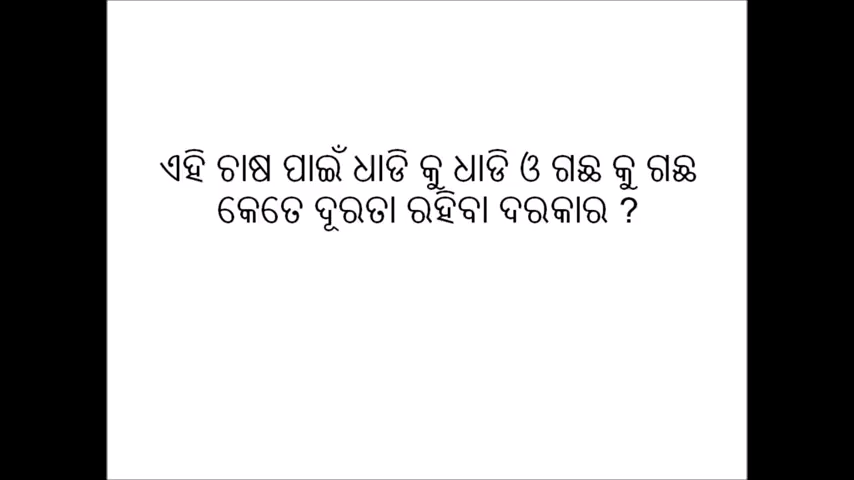 ଏହି ଚାଷ ପାଇଁ ଧାଡି କୁ ଧାଡି ଓ ଗଛ କୁ ଗଛ
କେତେ ଦୂରତା ରହିବା ଦରକାର ?